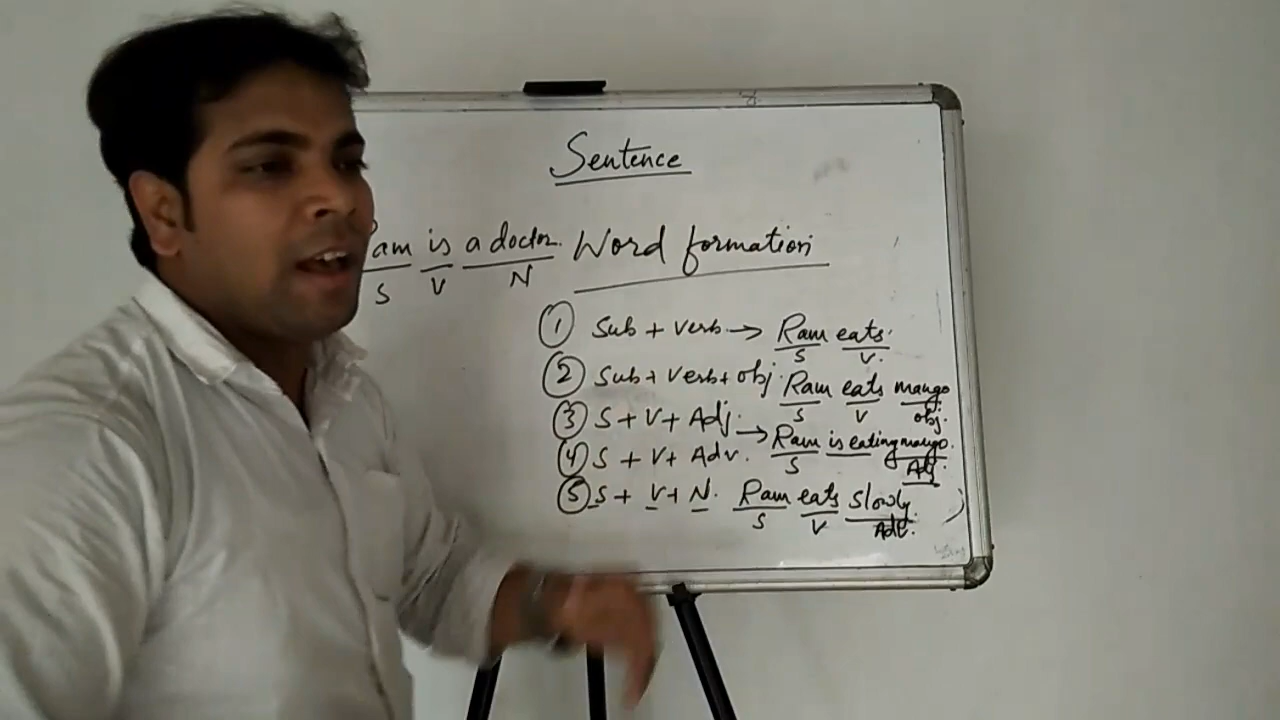 Sentence
am is a doctor. Word formation
S V N
① Sub + Verb → Ram eats.
S V.
② Sub + Verb + obj. Ram eats mango
S V obj.
③ S + V + Adj.
→ Ram is eating mango.
④ S + V + Adv.
S Adj.
⑤ S + V + N. Ram eats slowly.
S V Adv.